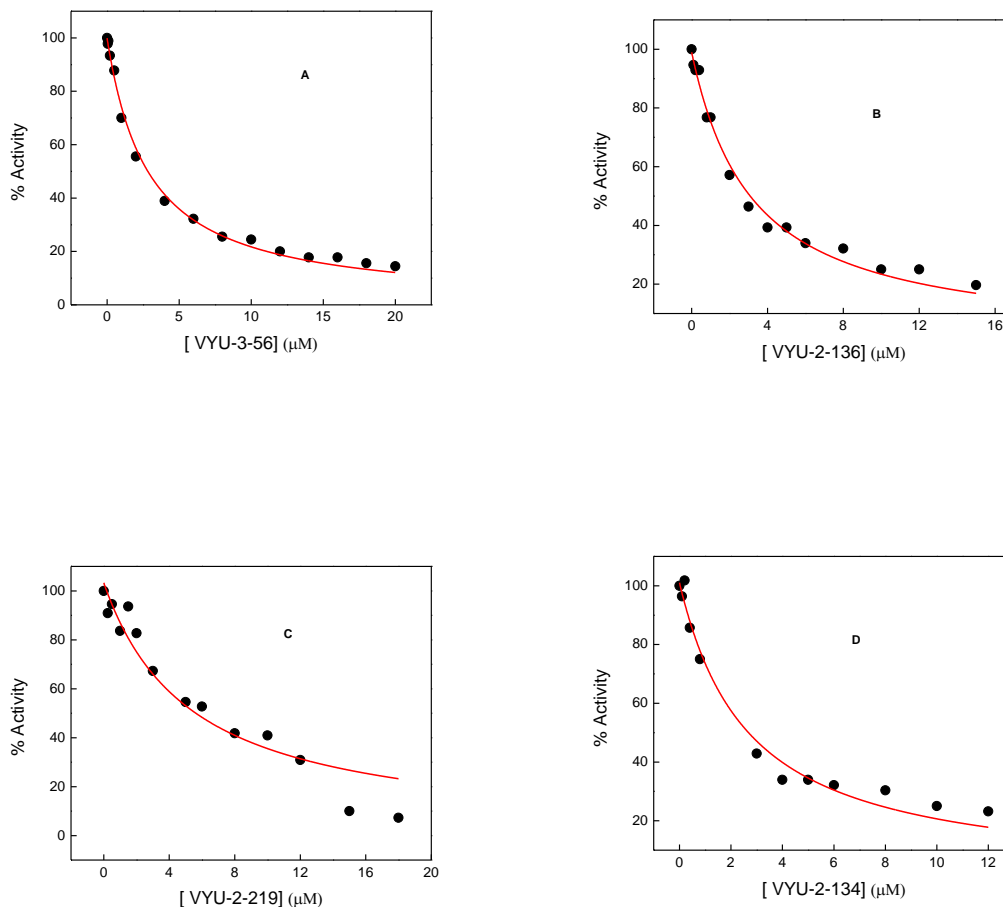 A
% Activity
100
80
60
40
20
0
0 5 10 15 20
[ VYU-3-56] (μM)
B
% Activity
100
80
60
40
20
0 4 8 12 16
[ VYU-2-136] (μM)
C
% Activity
100
80
60
40
20
0
0 4 8 12 16 20
[ VYU-2-219] (μM)
D
% Activity
100
80
60
40
20
0 2 4 6 8 10 12
[ VYU-2-134] (μM)